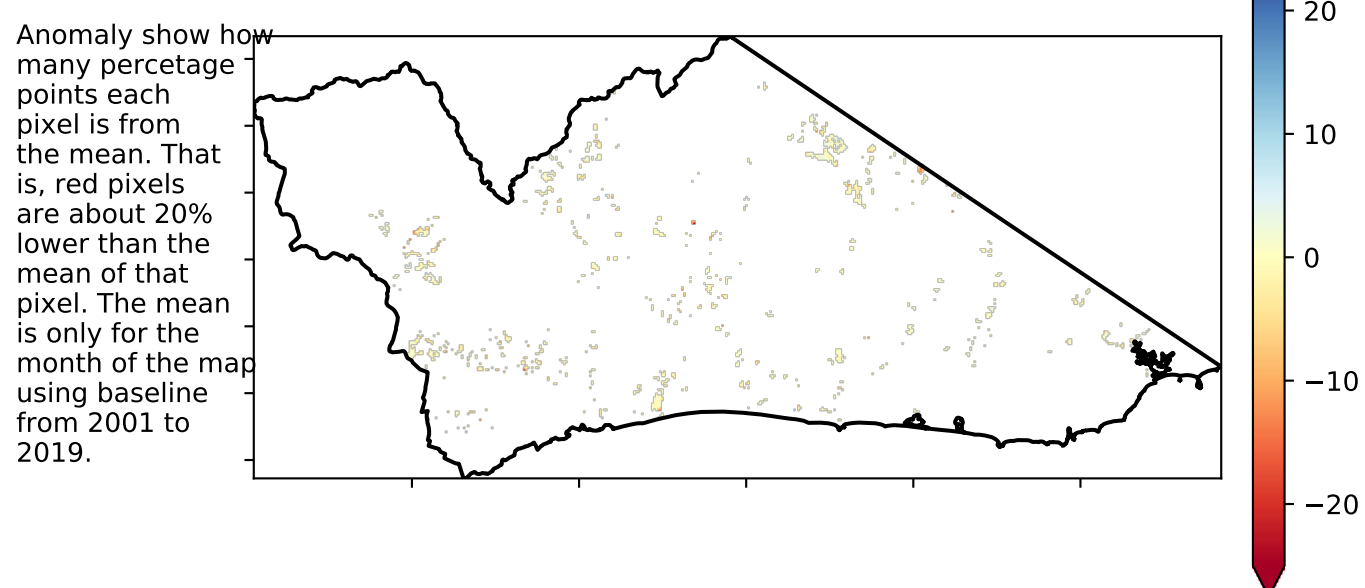 Anomaly show how
many percetage
points each
pixel is from
the mean. That
is, red pixels
are about 20%
lower than the
mean of that
pixel. The mean
is only for the
month of the map
using baseline
from 2001 to
2019.
20
10
0
−10
−20